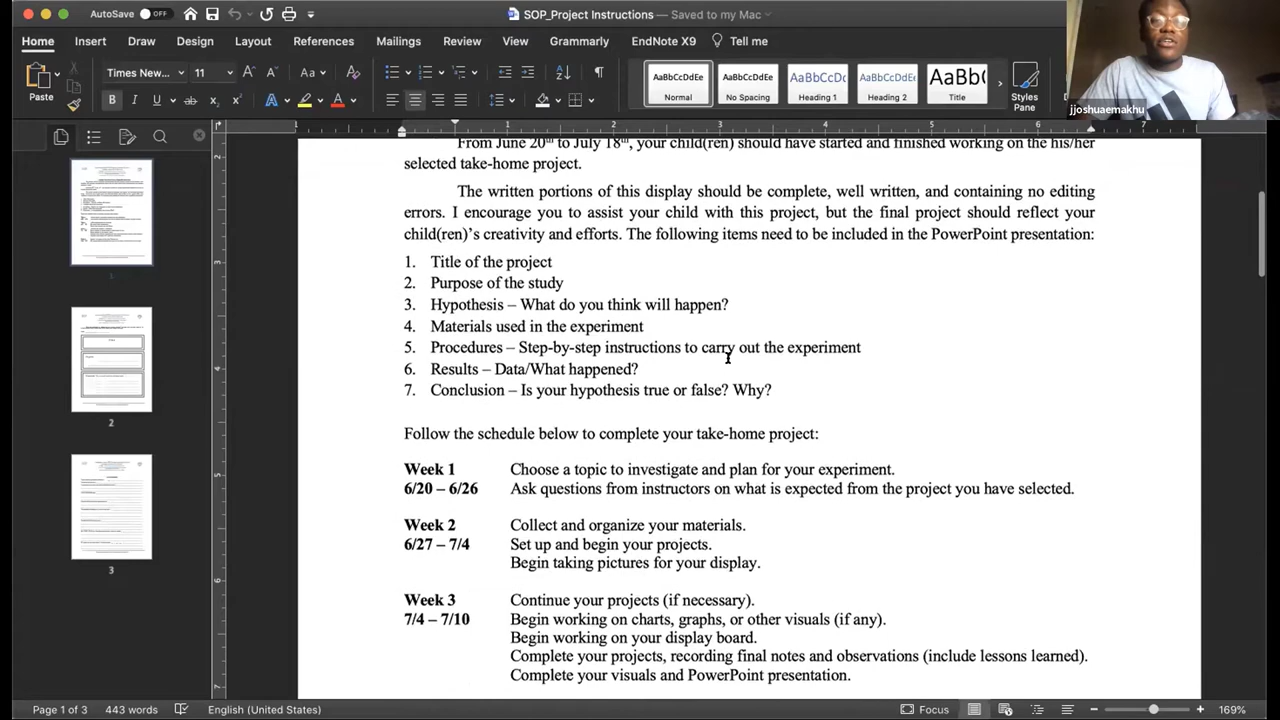 AutoSave OFF
SOP_Project Instructions — Saved to my Mac
Home Insert Draw Design Layout References Mailings Review View Grammarly EndNote X9 Tell me
Paste
Times New... 11
AaBbCcDdEe AaBbCcDdEe AaBbCcDc AaBbCcDdEe AaBb(
Normal No Spacing Heading 1 Heading 2 Title
Styles Pane
jjoshuaemakhu
From June 20th to July 18th, your child(ren) should have started and finished working on the his/her
selected take-home project.
The written portions of this display should be complete, well written, and containing no editing
errors. I encourage you to assist your child with this project, but the final project should reflect your
child(ren)'s creativity and efforts. The following items need to be included in the PowerPoint presentation:
1. Title of the project
2. Purpose of the study
3. Hypothesis – What do you think will happen?
4. Materials used in the experiment
5. Procedures – Step-by-step instructions to carry out the experiment
6. Results – Data/What happened?
7. Conclusion – Is your hypothesis true or false? Why?
Follow the schedule below to complete your take-home project:
Week 1 Choose a topic to investigate and plan for your experiment.
6/20 – 6/26 Ask questions from instructors on what is expected from the project you have selected.
Week 2 Collect and organize your materials.
6/27 – 7/4 Set up and begin your projects.
Begin taking pictures for your display.
Week 3 Continue your projects (if necessary).
7/4 – 7/10 Begin working on charts, graphs, or other visuals (if any).
Begin working on your display board.
Complete your projects, recording final notes and observations (include lessons learned).
Complete your visuals and PowerPoint presentation.
1
2
3
Page 1 of 3 443 words English (United States) Focus 169%